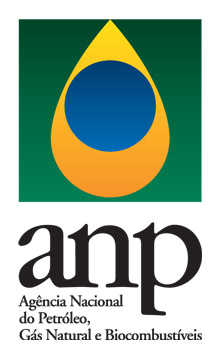 anp
Agência Nacional
do Petróleo,
Gás Natural e Biocombustíveis